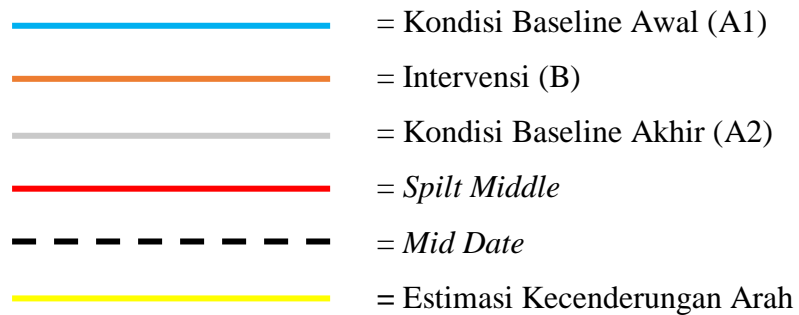 = Kondisi Baseline Awal (A1)
= Intervensi (B)
= Kondisi Baseline Akhir (A2)
= Spilt Middle
= Mid Date
= Estimasi Kecenderungan Arah